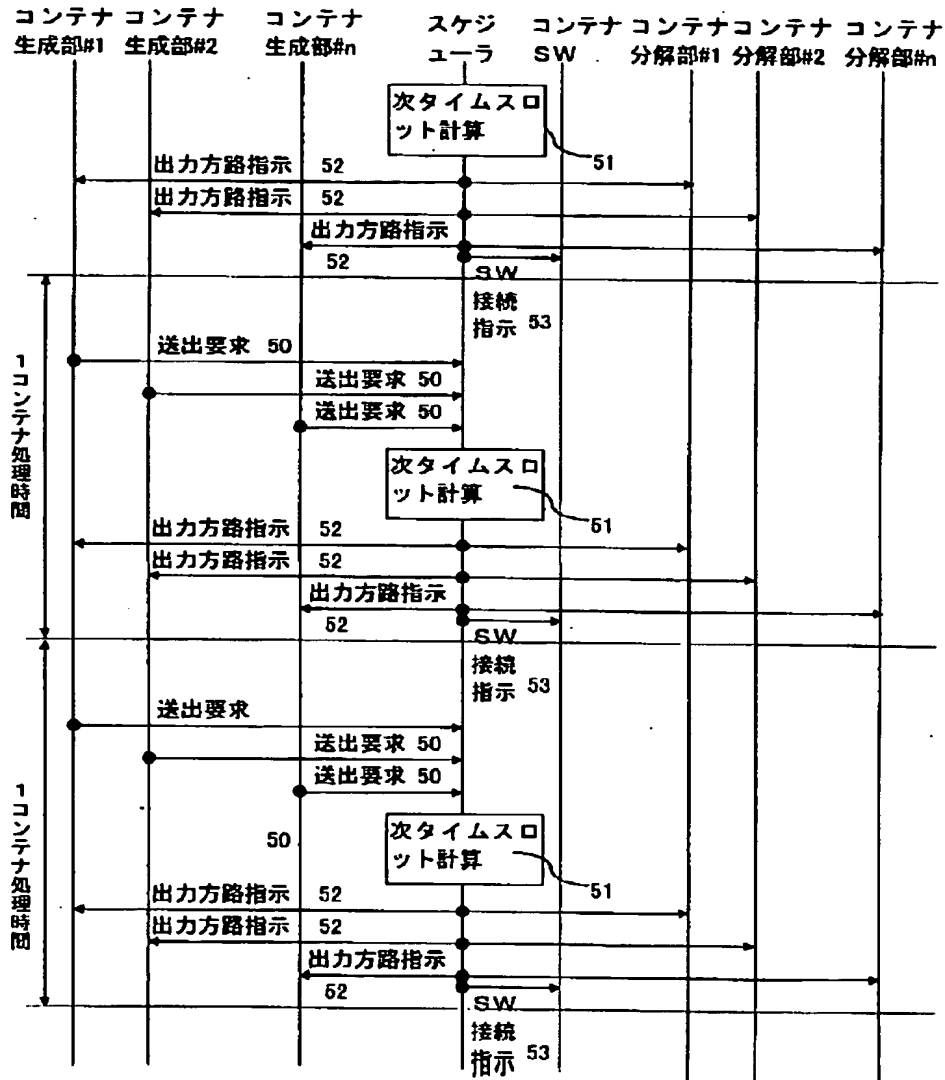 コンテナ コンテナ コンテナ スケジ コンテナ コンテナ コンテナ コンテナ
生成部#1 生成部#2 生成部#n ューラ SW 分解部#1 分解部#2 分解部#n
次タイムスロ
ット計算
51
出力方路指示 52
出力方路指示 52
出力方路指示
52
SW
接続
指示 53
1コンテナ処理時間
送出要求 50
送出要求 50
送出要求 50
次タイムスロ
ット計算
51
出力方路指示 52
出力方路指示 52
出力方路指示
52
SW
接続
指示 53
1コンテナ処理時間
送出要求
送出要求 50
送出要求 50
50
次タイムスロ
ット計算
51
出力方路指示 52
出力方路指示 52
出力方路指示
52
SW
接続
指示 53